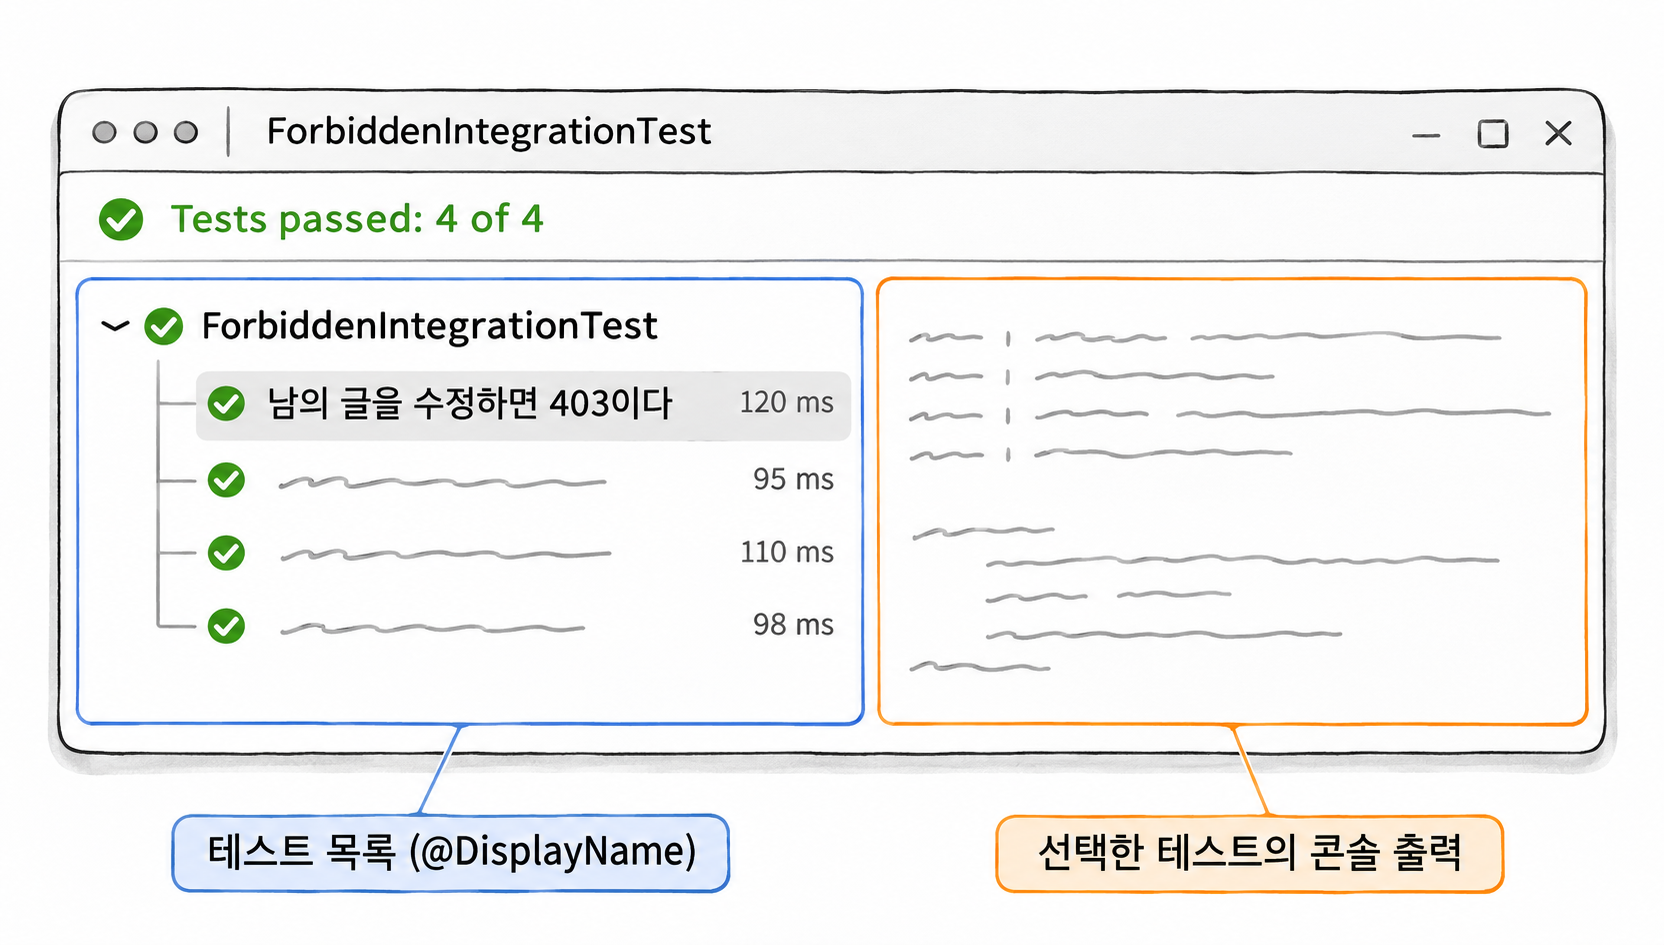 ForbiddenIntegrationTest
Tests passed: 4 of 4
ForbiddenIntegrationTest
남의 글을 수정하면 403이다 120 ms
95 ms
110 ms
98 ms
테스트 목록 (@DisplayName)
선택한 테스트의 콘솔 출력